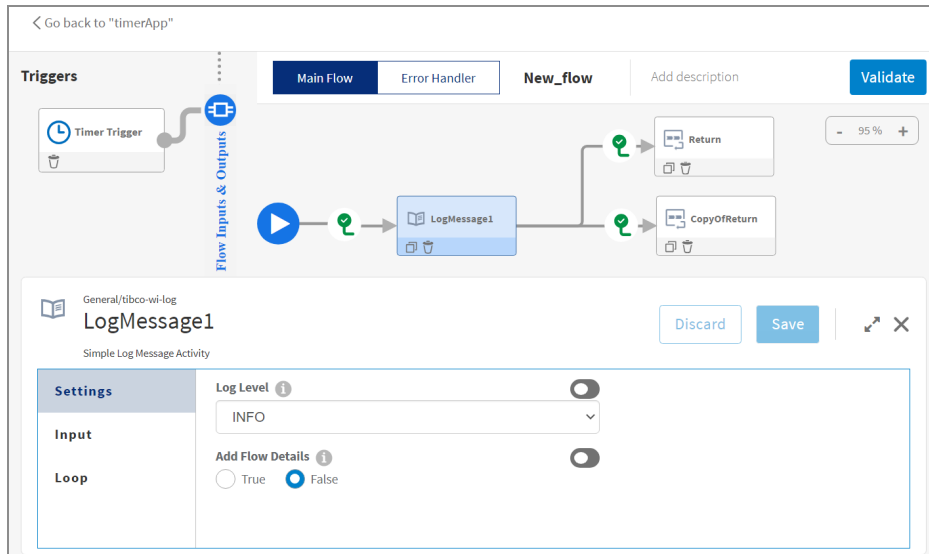 Go back to "timerApp"
Triggers
Main Flow
Error Handler
New_flow
Add description
Validate
Timer Trigger
Flow Inputs & Outputs
Return
- 95 % +
LogMessage1
CopyOfReturn
General/tibco-wi-log
LogMessage1
Simple Log Message Activity
Discard
Save
Settings
Input
Loop
Log Level
INFO
Add Flow Details
True
False